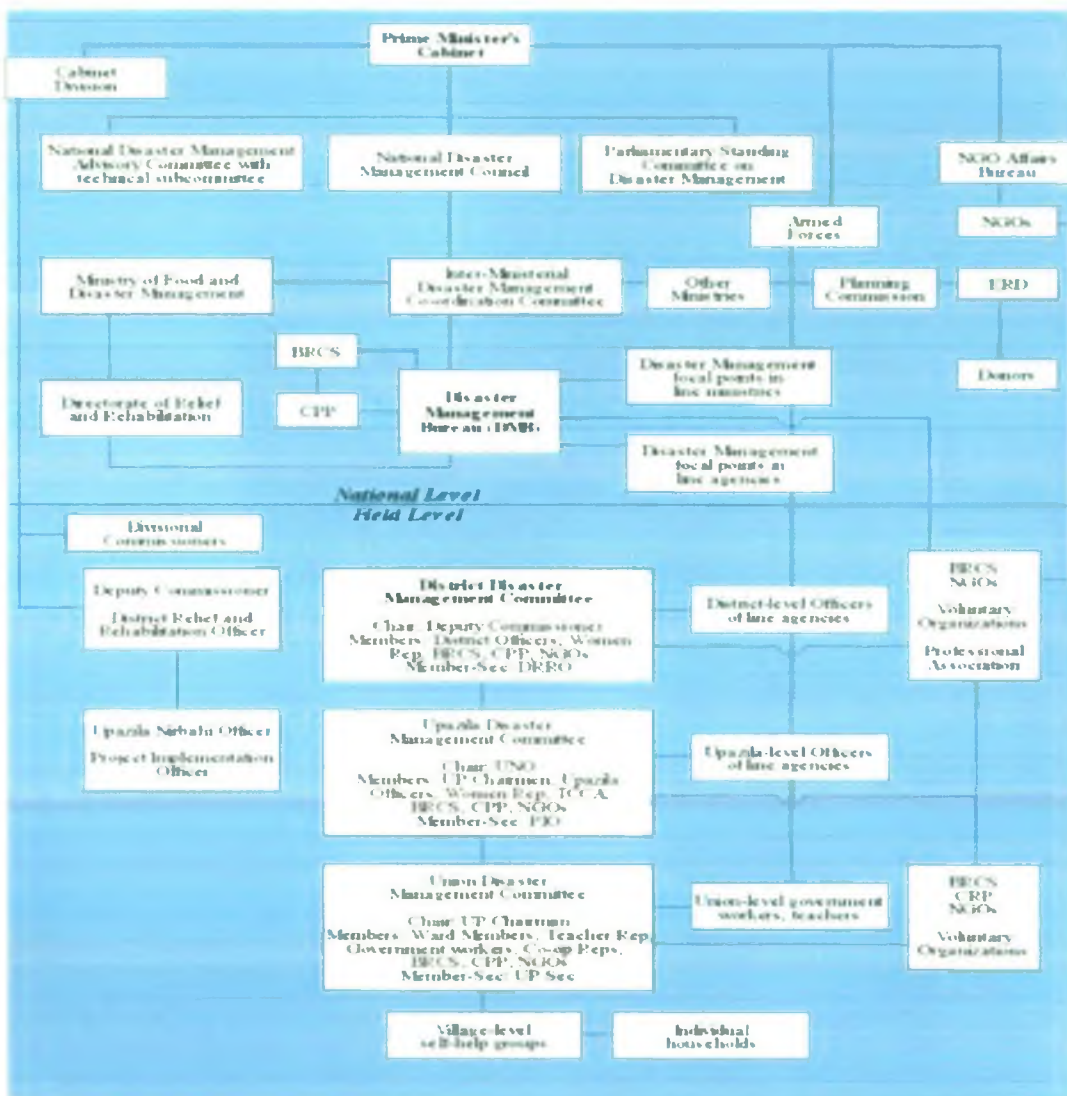 Prime Minister's
Cabinet
Cabinet
Division
National Disaster Management
Advisory Committee with
technical subcommittee
National Disaster
Management Council
Parliamentary Standing
Committee on
Disaster Management
NGO Affairs
Bureau
Armed
Forces
NGOs
Ministry of Food and
Disaster Management
Inter-Ministerial
Disaster Management
Co-ordination Committee
Other
Ministries
Planning
Commission
ERD
BRCS
Disaster Management
focal points in
line ministries
Donors
Directorate of Relief
and Rehabilitation
CPP
Disaster
Management
Bureau (DMB)
Disaster Management
focal points in
line agencies
National Level
Field Level
Divisional
Commissioners
Deputy Commissioner
District Relief and
Rehabilitation Officer
District Disaster
Management Committee
Chair: Deputy Commissioner
Members: District Officers, Women
Rep, BRCS, CPP, NGOs
Member-Sec: DRRO
District-level Officers
of line agencies
BRCS
NGOs
Voluntary
Organizations
Professional
Association
Upazila Nirbahi Officer
Project Implementation
Officer
Upazila Disaster
Management Committee
Chair: UNO
Members: UP Chairmen, Upazila
Officers, Women Rep, TCCA,
BRCS, CPP, NGOs
Member-Sec: PIO
Upazila-level Officers
of line agencies
Union Disaster
Management Committee
Chair: UP Chairman
Members: Ward Members, Teacher Rep,
Government workers, Co-op Reps,
BRCS, CPP, NGOs
Member-Sec: UP Sec
Union-level government
workers, teachers
BRCS
CRP
NGOs
Voluntary
Organizations
Village-level
self-help groups
Individual
households